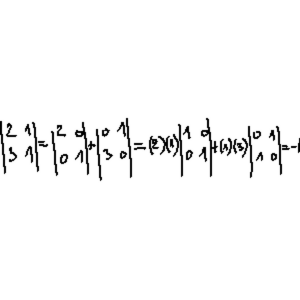 |2 1; 3 1| = |2 0; 0 1| + |0 1; 3 0| = (2)(1) |1 0; 0 1| + (1)(3) |0 1; 1 0| = -1